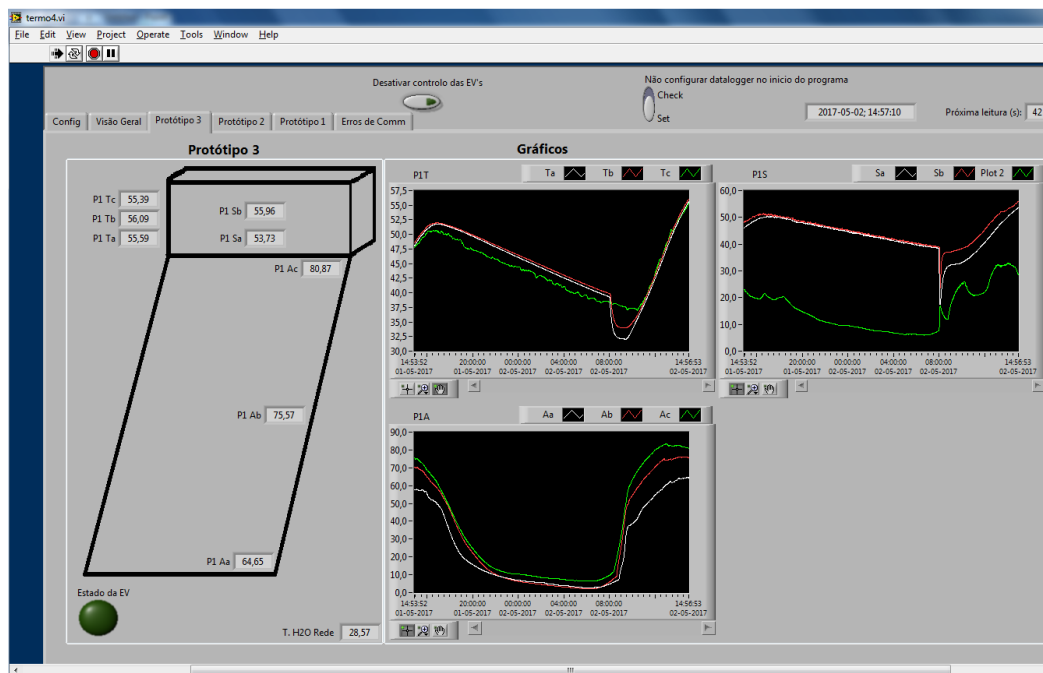 termo4.vi
File Edit View Project Operate Tools Window Help
Desativar controlo das EV's
Não configurar datalogger no inicio do programa
Check
Set
2017-05-02; 14:57:10
Próxima leitura (s): 42
Config Visão Geral Protótipo 3 Protótipo 2 Protótipo 1 Erros de Comm
Protótipo 3
P1 Tc 55,39
P1 Tb 56,09
P1 Ta 55,59
P1 Sb 55,96
P1 Sa 53,73
P1 Ac 80,87
P1 Ab 75,57
P1 Aa 64,65
Estado da EV
T. H2O Rede 28,57
Gráficos
P1T Ta Tb Tc
57,5
55,0
52,5
50,0
47,5
45,0
42,5
40,0
37,5
35,0
32,5
30,0
14:53:52 20:00:00 00:00:00 04:00:00 08:00:00 14:56:53
01-05-2017 01-05-2017 02-05-2017 02-05-2017 02-05-2017 02-05-2017
P1S Sa Sb Plot 2
60,0
50,0
40,0
30,0
20,0
10,0
0,0
14:53:52 20:00:00 02:00:00 08:00:00 14:56:53
01-05-2017 01-05-2017 02-05-2017 02-05-2017 02-05-2017
P1A Aa Ab Ac
90,0
80,0
70,0
60,0
50,0
40,0
30,0
20,0
10,0
0,0
14:53:52 20:00:00 00:00:00 04:00:00 08:00:00 14:56:53
01-05-2017 01-05-2017 02-05-2017 02-05-2017 02-05-2017 02-05-2017